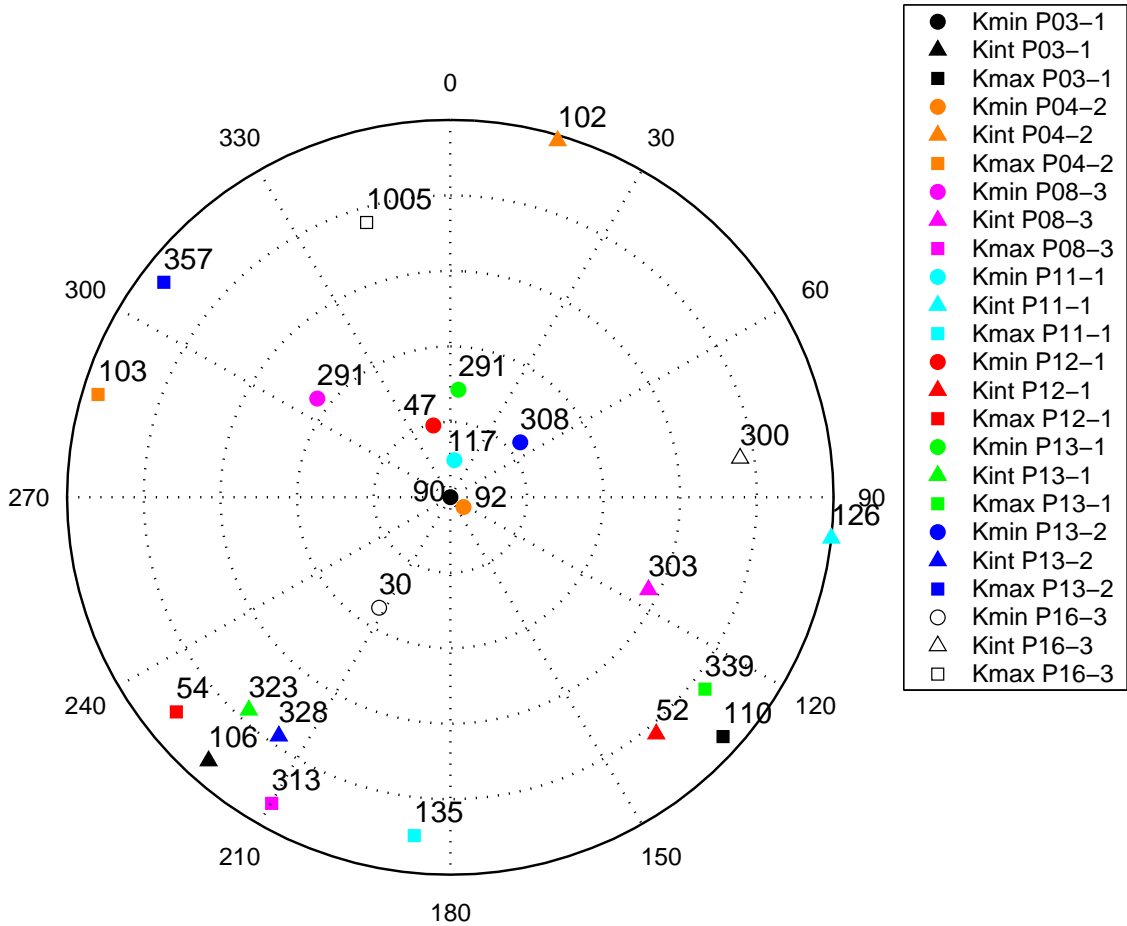 0
102
330
30
1005
357
300
60
103
291
291
47
308
117
300
270
90
92
90
126
303
30
339
54
323
328
52
110
120
240
106
313
135
210
150
180
Kmin P03−1
Kint P03−1
Kmax P03−1
Kmin P04−2
Kint P04−2
Kmax P04−2
Kmin P08−3
Kint P08−3
Kmax P08−3
Kmin P11−1
Kint P11−1
Kmax P11−1
Kmin P12−1
Kint P12−1
Kmax P12−1
Kmin P13−1
Kint P13−1
Kmax P13−1
Kmin P13−2
Kint P13−2
Kmax P13−2
Kmin P16−3
Kint P16−3
Kmax P16−3